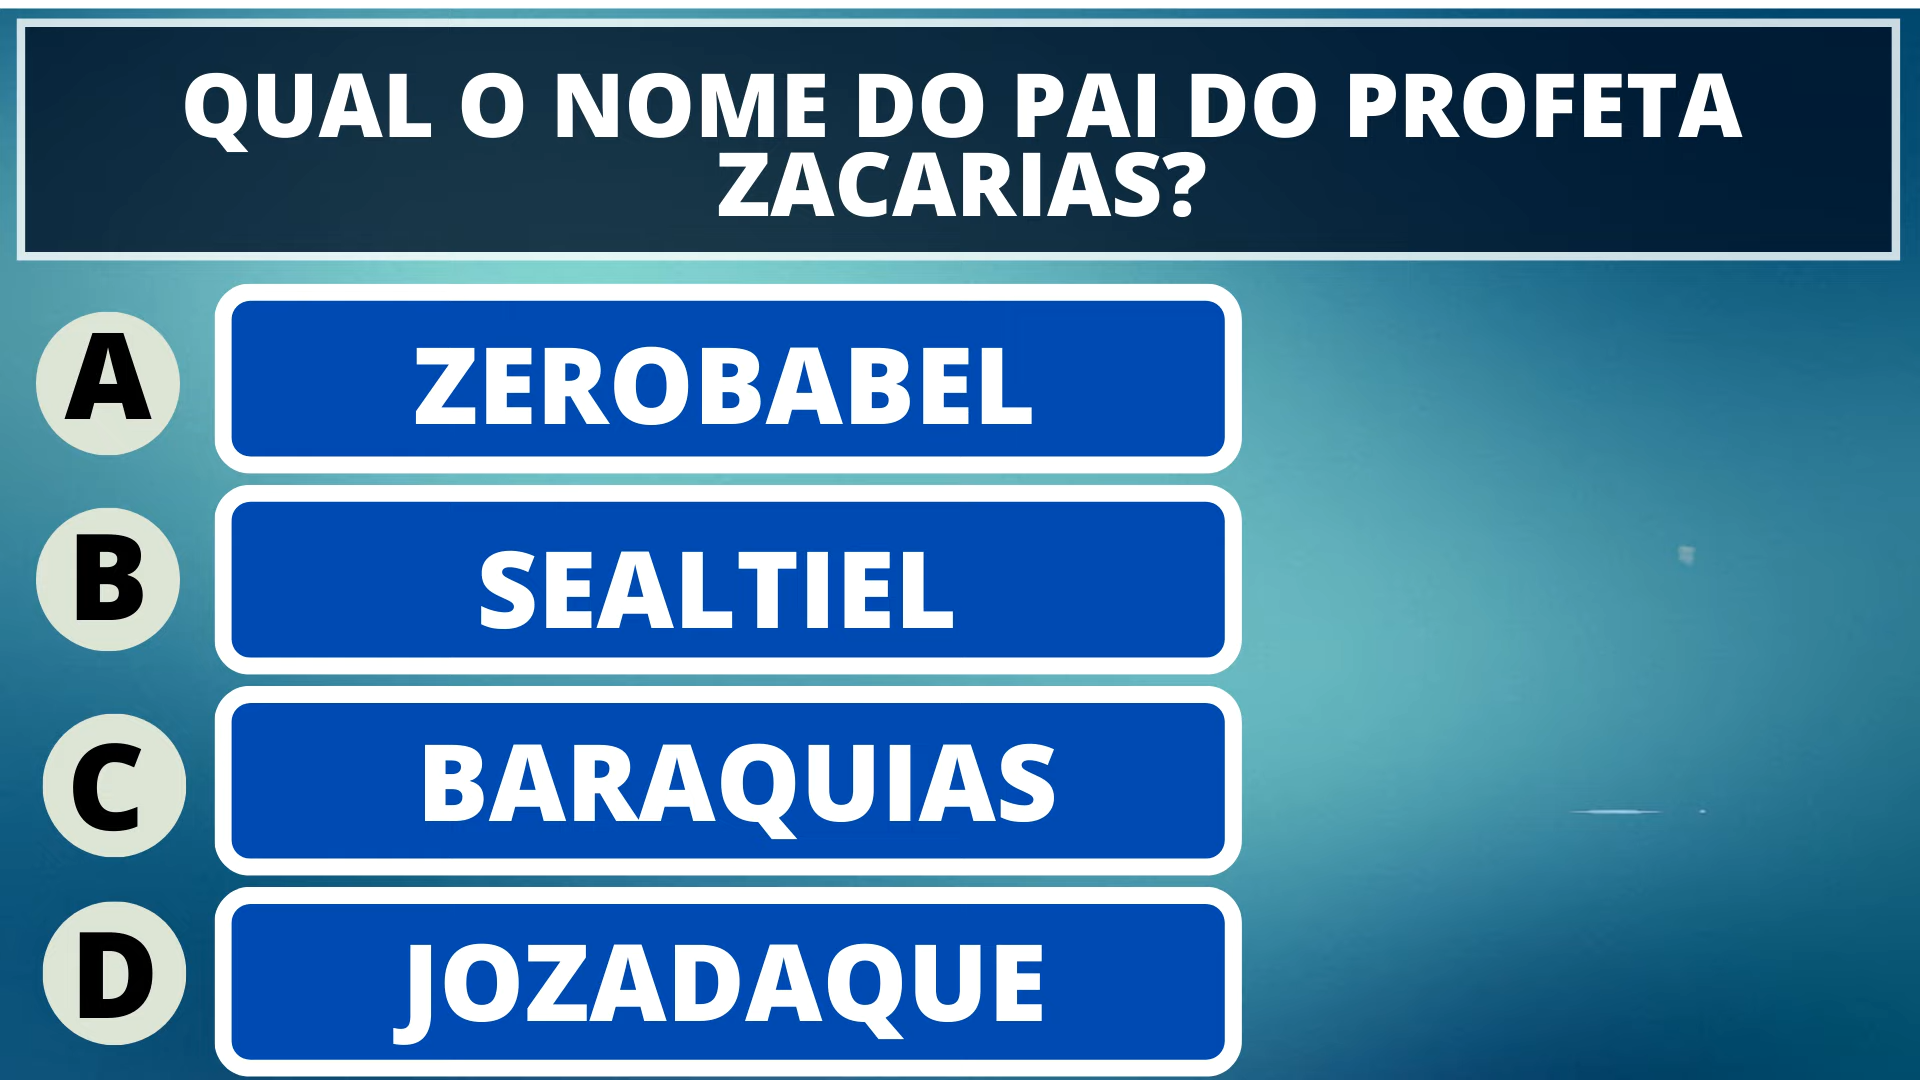 QUAL O NOME DO PAI DO PROFETA
ZACARIAS?
A ZEROBABEL
B SEALTIEL
C BARAQUIAS
D JOZADAQUE